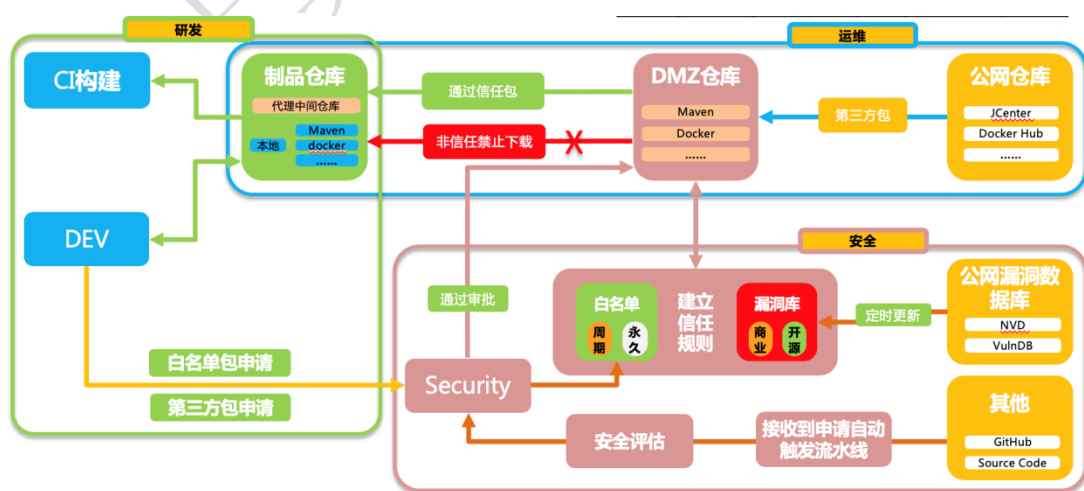 研发
运维
CI构建
制品仓库
代理中间仓库
本地
Maven
docker
......
通过信任包
非信任禁止下载
DMZ仓库
Maven
Docker
......
第三方包
公网仓库
JCenter
Docker Hub
......
DEV
安全
通过审批
白名单
周期
永久
建立
信任
规则
漏洞库
商业
开源
定时更新
公网漏洞数
据库
NVD
VulnDB
白名单包申请
第三方包申请
Security
安全评估
接收到申请自动
触发流水线
其他
GitHub
Source Code